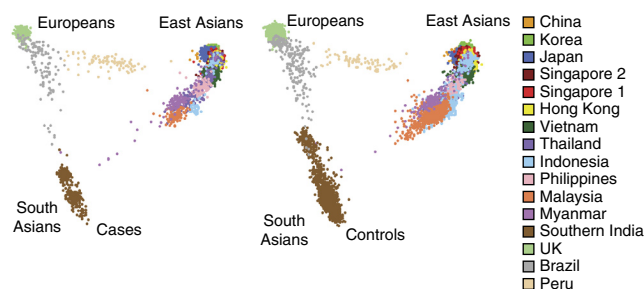 Europeans
East Asians
South
Asians
Cases
Europeans
East Asians
South
Asians
Controls
China
Korea
Japan
Singapore 2
Singapore 1
Hong Kong
Vietnam
Thailand
Indonesia
Philippines
Malaysia
Myanmar
Southern India
UK
Brazil
Peru